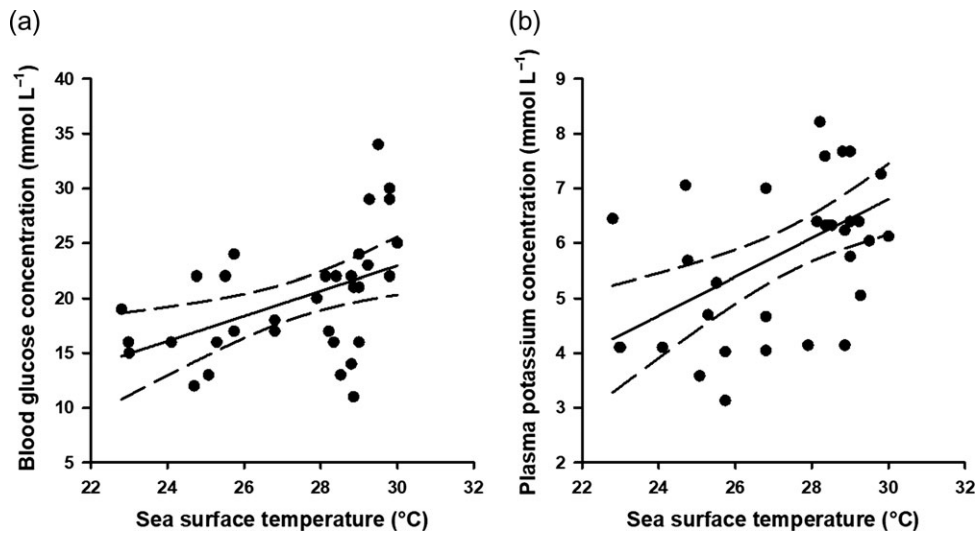 (a)
(b)
Blood glucose concentration (mmol L⁻¹)
40
35
30
25
20
15
10
5
22 24 26 28 30 32
Sea surface temperature (°C)
Plasma potassium concentration (mmol L⁻¹)
9
8
7
6
5
4
3
2
22 24 26 28 30 32
Sea surface temperature (°C)